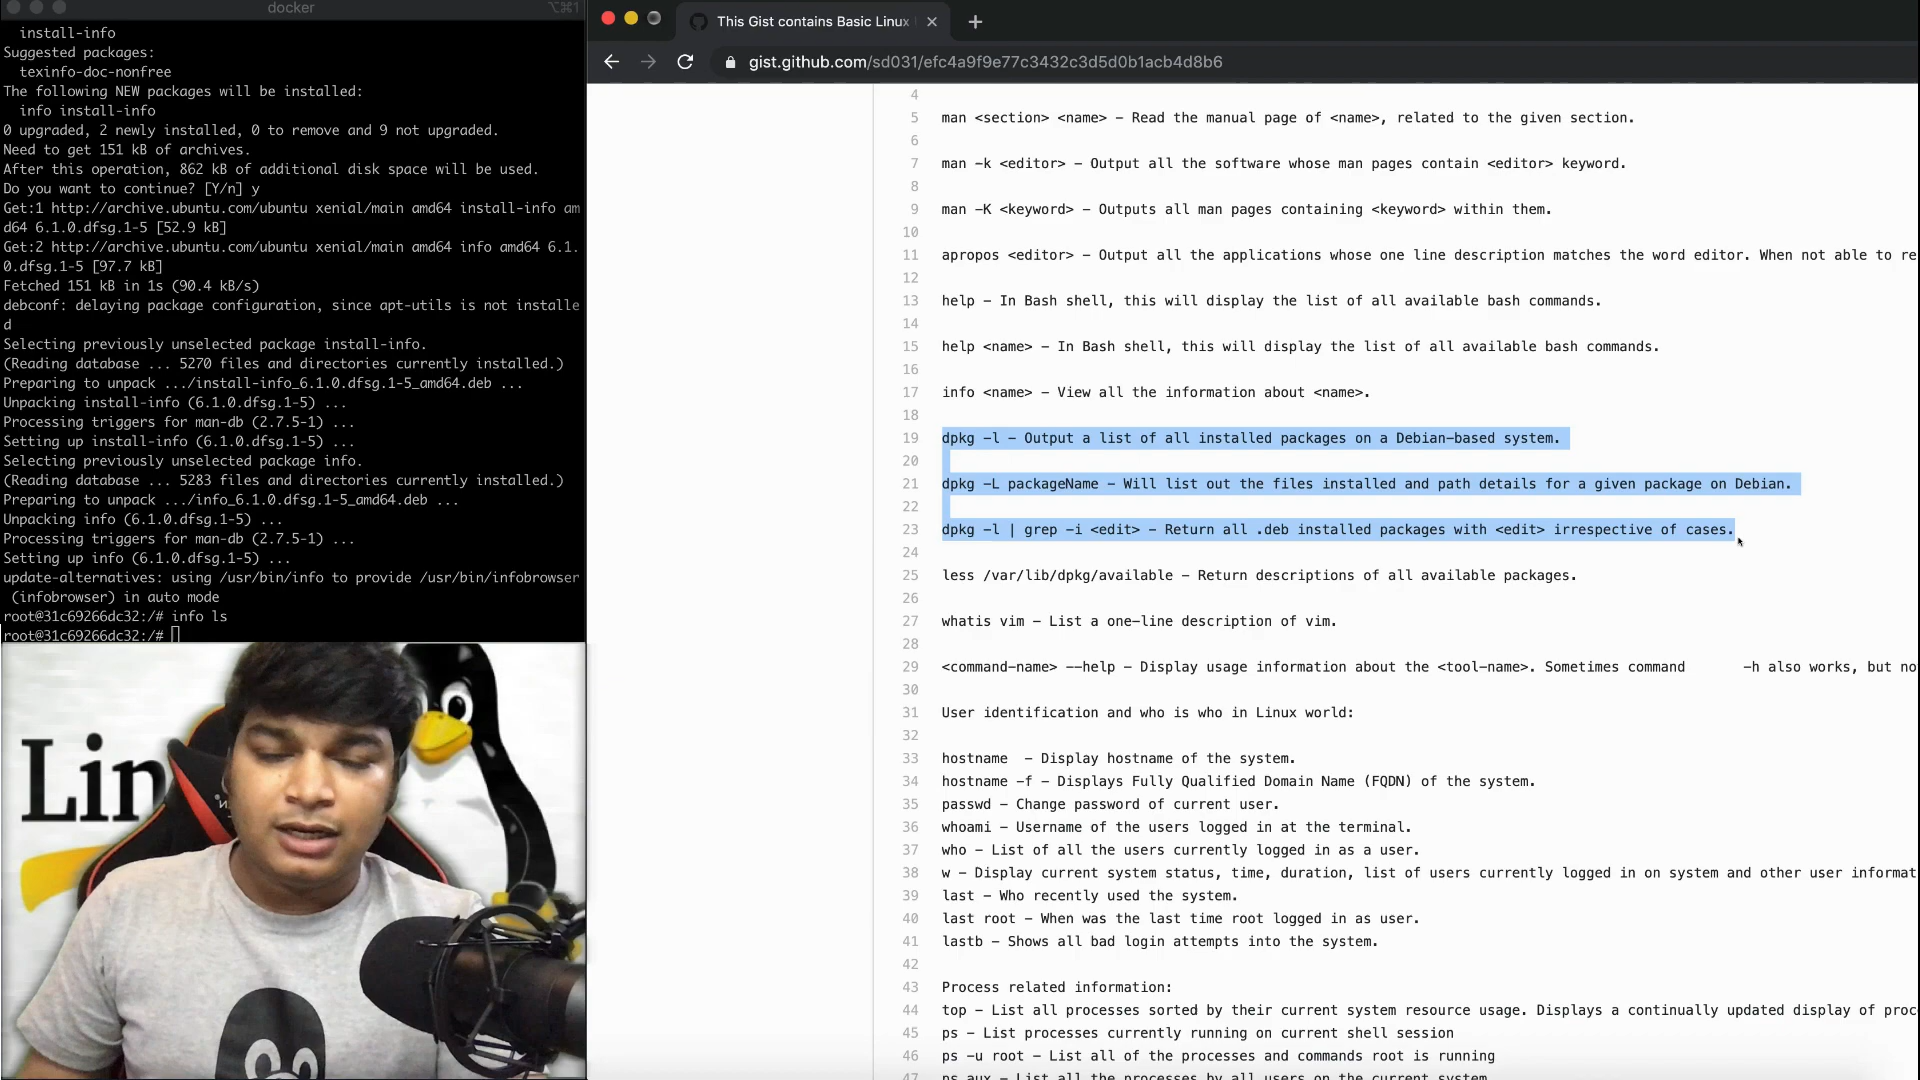 docker
⌥⌘1
install-info
Suggested packages:
texinfo-doc-nonfree
The following NEW packages will be installed:
info install-info
0 upgraded, 2 newly installed, 0 to remove and 9 not upgraded.
Need to get 151 kB of archives.
After this operation, 862 kB of additional disk space will be used.
Do you want to continue? [Y/n] y
Get:1 http://archive.ubuntu.com/ubuntu xenial/main amd64 install-info am
d64 6.1.0.dfsg.1-5 [52.9 kB]
Get:2 http://archive.ubuntu.com/ubuntu xenial/main amd64 info amd64 6.1.
0.dfsg.1-5 [97.7 kB]
Fetched 151 kB in 1s (90.4 kB/s)
debconf: delaying package configuration, since apt-utils is not installe
d
Selecting previously unselected package install-info.
(Reading database ... 5270 files and directories currently installed.)
Preparing to unpack .../install-info_6.1.0.dfsg.1-5_amd64.deb ...
Unpacking install-info (6.1.0.dfsg.1-5) ...
Processing triggers for man-db (2.7.5-1) ...
Setting up install-info (6.1.0.dfsg.1-5) ...
Selecting previously unselected package info.
(Reading database ... 5283 files and directories currently installed.)
Preparing to unpack .../info_6.1.0.dfsg.1-5_amd64.deb ...
Unpacking info (6.1.0.dfsg.1-5) ...
Processing triggers for man-db (2.7.5-1) ...
Setting up info (6.1.0.dfsg.1-5) ...
update-alternatives: using /usr/bin/info to provide /usr/bin/infobrowser
(infobrowser) in auto mode
root@31c69266dc32:/# info ls
root@31c69266dc32:/#
Lin
This Gist contains Basic Linux
gist.github.com/sd031/efc4a9f9e77c3432c3d5d0b1acb4d8b6
4
5 man <section> <name> – Read the manual page of <name>, related to the given section.
6
7 man –k <editor> – Output all the software whose man pages contain <editor> keyword.
8
9 man –K <keyword> – Outputs all man pages containing <keyword> within them.
10
11 apropos <editor> – Output all the applications whose one line description matches the word editor. When not able to re
12
13 help – In Bash shell, this will display the list of all available bash commands.
14
15 help <name> – In Bash shell, this will display the list of all available bash commands.
16
17 info <name> – View all the information about <name>.
18
19 dpkg –l – Output a list of all installed packages on a Debian-based system.
20
21 dpkg –L packageName – Will list out the files installed and path details for a given package on Debian.
22
23 dpkg –l | grep –i <edit> – Return all .deb installed packages with <edit> irrespective of cases.
24
25 less /var/lib/dpkg/available – Return descriptions of all available packages.
26
27 whatis vim – List a one-line description of vim.
28
29 <command-name> --help – Display usage information about the <tool-name>. Sometimes command -h also works, but no
30
31 User identification and who is who in Linux world:
32
33 hostname – Display hostname of the system.
34 hostname –f – Displays Fully Qualified Domain Name (FQDN) of the system.
35 passwd – Change password of current user.
36 whoami – Username of the users logged in at the terminal.
37 who – List of all the users currently logged in as a user.
38 w – Display current system status, time, duration, list of users currently logged in on system and other user informat
39 last – Who recently used the system.
40 last root – When was the last time root logged in as user.
41 lastb – Shows all bad login attempts into the system.
42
43 Process related information:
44 top – List all processes sorted by their current system resource usage. Displays a continually updated display of proc
45 ps – List processes currently running on current shell session
46 ps -u root – List all of the processes and commands root is running
47 ps aux – List all the processes by all users on the current system